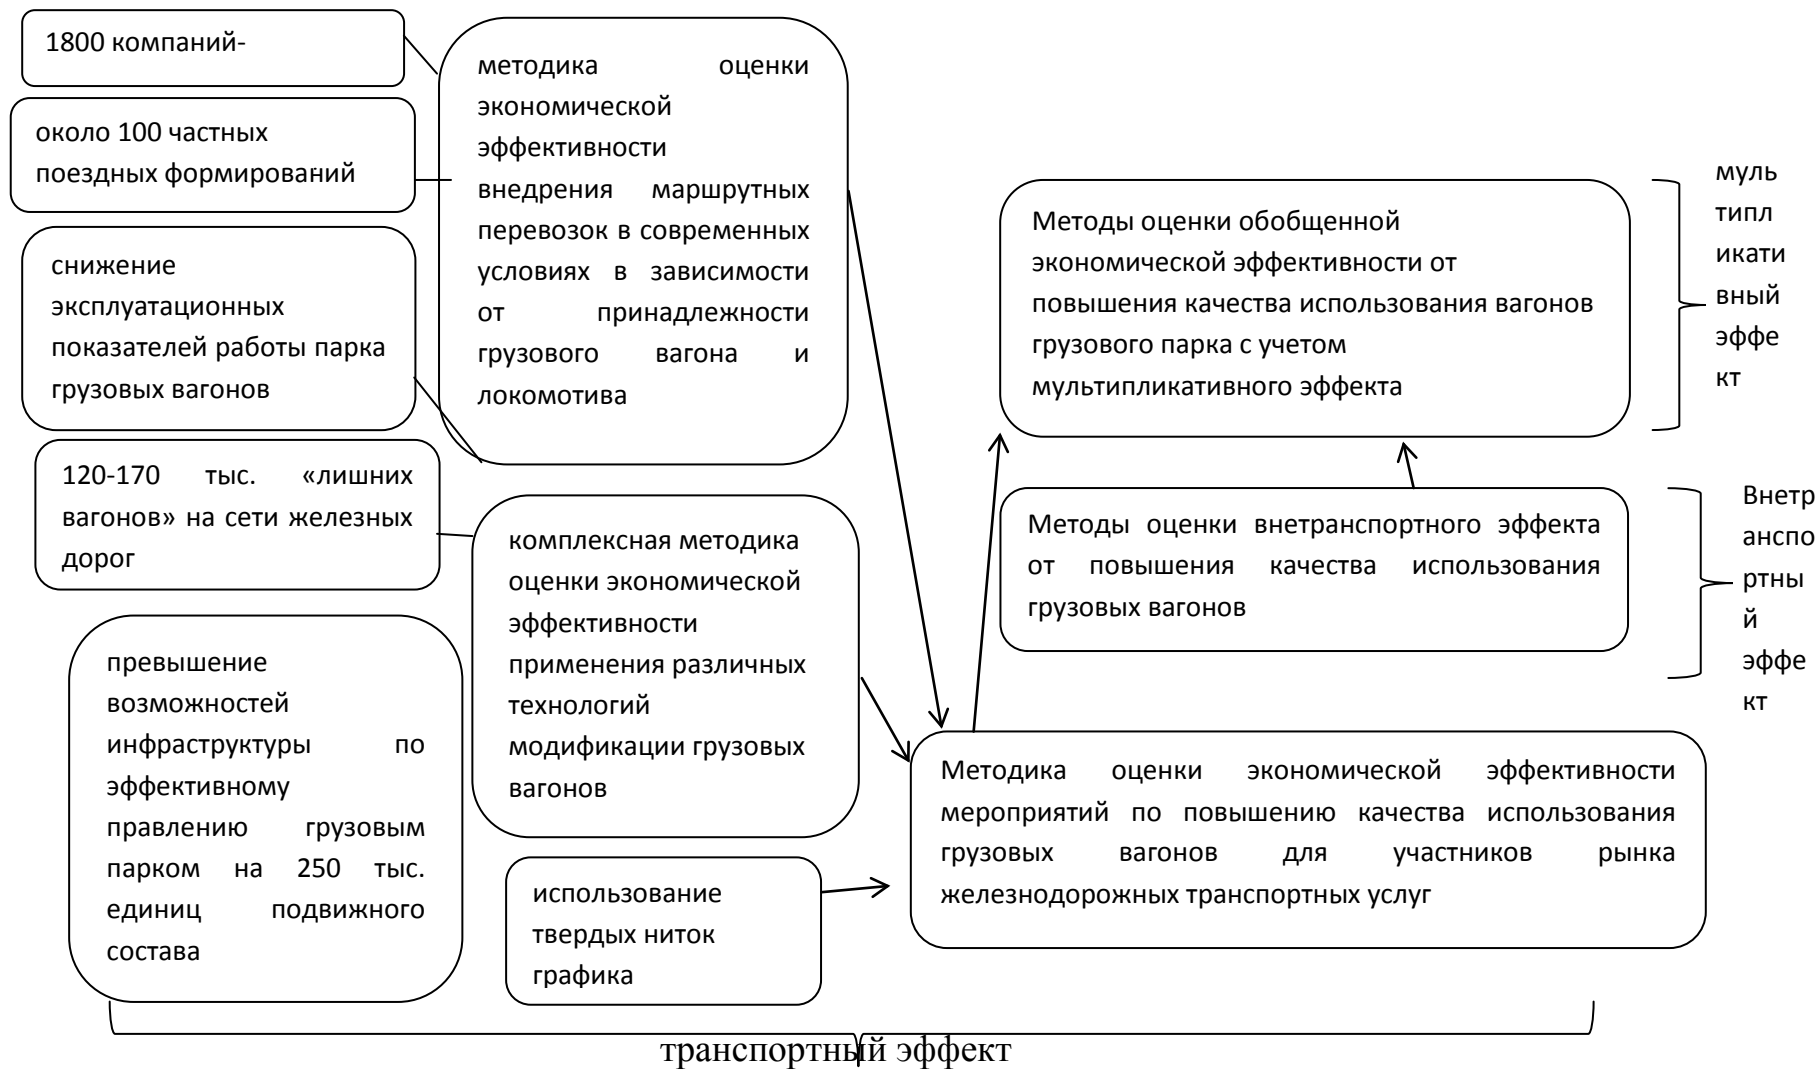 1800 компаний-
около 100 частных
поездных формирований
снижение
эксплуатационных
показателей работы парка
грузовых вагонов
120-170 тыс. «лишних
вагонов» на сети железных
дорог
превышение
возможностей
инфраструктуры по
эффективному
правлению грузовым
парком на 250 тыс.
единиц подвижного
состава
методика оценки
экономической
эффективности
внедрения маршрутных
перевозок в современных
условиях в зависимости
от принадлежности
грузового вагона и
локомотива
комплексная методика
оценки экономической
эффективности
применения различных
технологий
модификации грузовых
вагонов
использование
твердых ниток
графика
Методы оценки обобщенной
экономической эффективности от
повышения качества использования вагонов
грузового парка с учетом
мультипликативного эффекта
Методы оценки внетранспортного эффекта
от повышения качества использования
грузовых вагонов
Методика оценки экономической эффективности
мероприятий по повышению качества использования
грузовых вагонов для участников рынка
железнодорожных транспортных услуг
муль
типл
икати
вный
эффе
кт
Внетр
анспо
ртны
й
эффе
кт
транспортный эффект